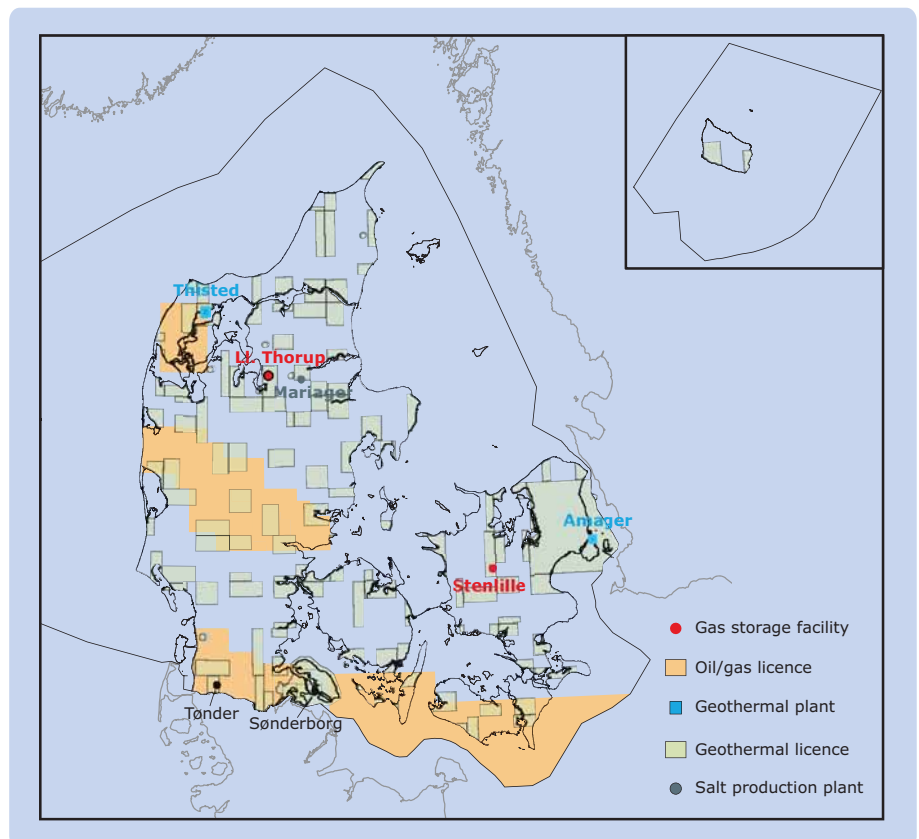 Thisted
LL. Thorup
Mariager
Amager
Stenlille
Tønder
Sønderborg
Gas storage facility
Oil/gas licence
Geothermal plant
Geothermal licence
Salt production plant